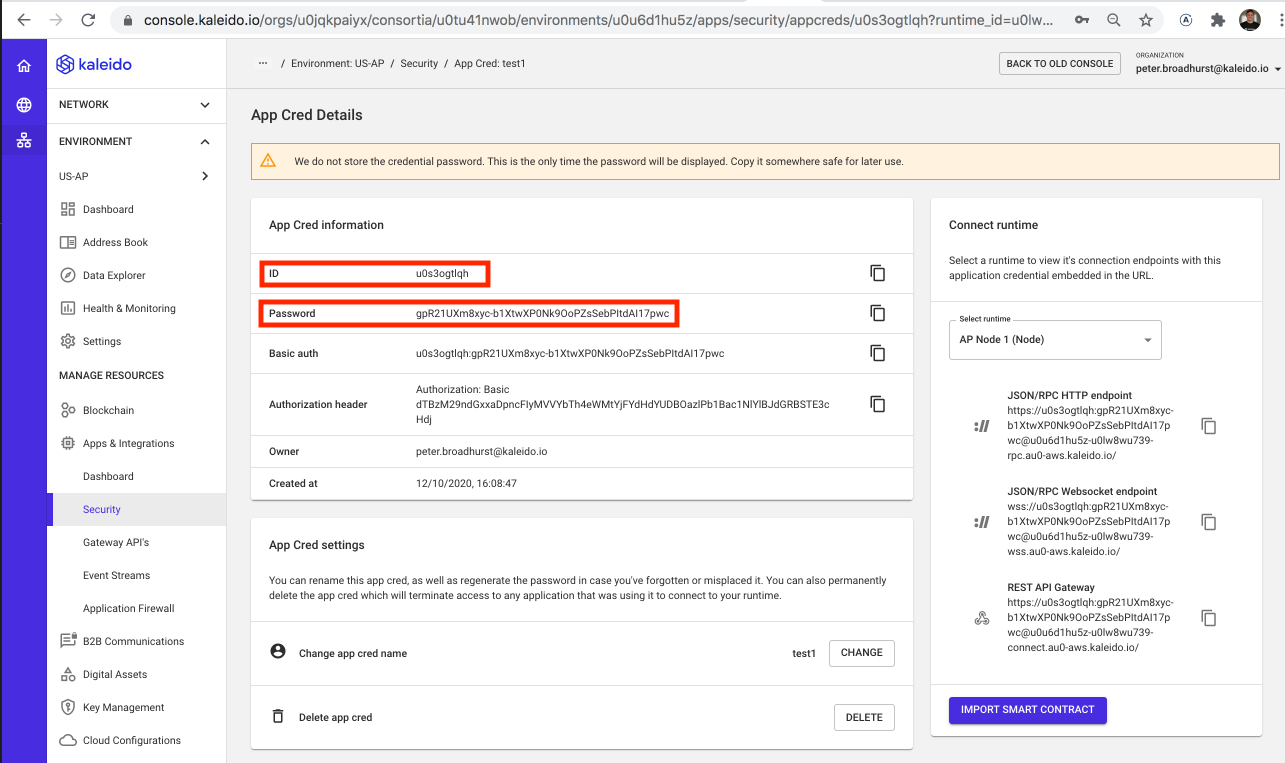 console.kaleido.io/orgs/u0jqkpaiyx/consortia/u0tu41nwob/environments/u0u6d1hu5z/apps/security/appcreds/u0s3ogtlqh?runtime_id=u0lw...
kaleido
... / Environment: US-AP / Security / App Cred: test1
BACK TO OLD CONSOLE
ORGANIZATION
peter.broadhurst@kaleido.io
NETWORK
ENVIRONMENT
US-AP
Dashboard
Address Book
Data Explorer
Health & Monitoring
Settings
MANAGE RESOURCES
Blockchain
Apps & Integrations
Dashboard
Security
Gateway API's
Event Streams
Application Firewall
B2B Communications
Digital Assets
Key Management
Cloud Configurations
App Cred Details
We do not store the credential password. This is the only time the password will be displayed. Copy it somewhere safe for later use.
App Cred information
ID u0s3ogtlqh
Password gpR21UXm8xyc-b1XtwXP0Nk9OoPZsSebPItdAI17pwc
Basic auth u0s3ogtlqh:gpR21UXm8xyc-b1XtwXP0Nk9OoPZsSebPItdAI17pwc
Authorization header
Authorization: Basic
dTBzM29ndGxxaDpncFIyMVVYbTh4eWMtYjFYdHdYUDBOazlPb1Bac1NlYlBJdGRBSTE3c
Hdj
Owner peter.broadhurst@kaleido.io
Created at 12/10/2020, 16:08:47
App Cred settings
You can rename this app cred, as well as regenerate the password in case you've forgotten or misplaced it. You can also permanently
delete the app cred which will terminate access to any application that was using it to connect to your runtime.
Change app cred name test1 CHANGE
Delete app cred DELETE
Connect runtime
Select a runtime to view it's connection endpoints with this
application credential embedded in the URL.
Select runtime
AP Node 1 (Node)
JSON/RPC HTTP endpoint
https://u0s3ogtlqh:gpR21UXm8xyc-
b1XtwXP0Nk9OoPZsSebPItdAI17p
wc@u0u6d1hu5z-u0lw8wu739-
rpc.au0-aws.kaleido.io/
JSON/RPC Websocket endpoint
wss://u0s3ogtlqh:gpR21UXm8xyc-
b1XtwXP0Nk9OoPZsSebPItdAI17p
wc@u0u6d1hu5z-u0lw8wu739-
wss.au0-aws.kaleido.io/
REST API Gateway
https://u0s3ogtlqh:gpR21UXm8xyc-
b1XtwXP0Nk9OoPZsSebPItdAI17p
wc@u0u6d1hu5z-u0lw8wu739-
connect.au0-aws.kaleido.io/
IMPORT SMART CONTRACT